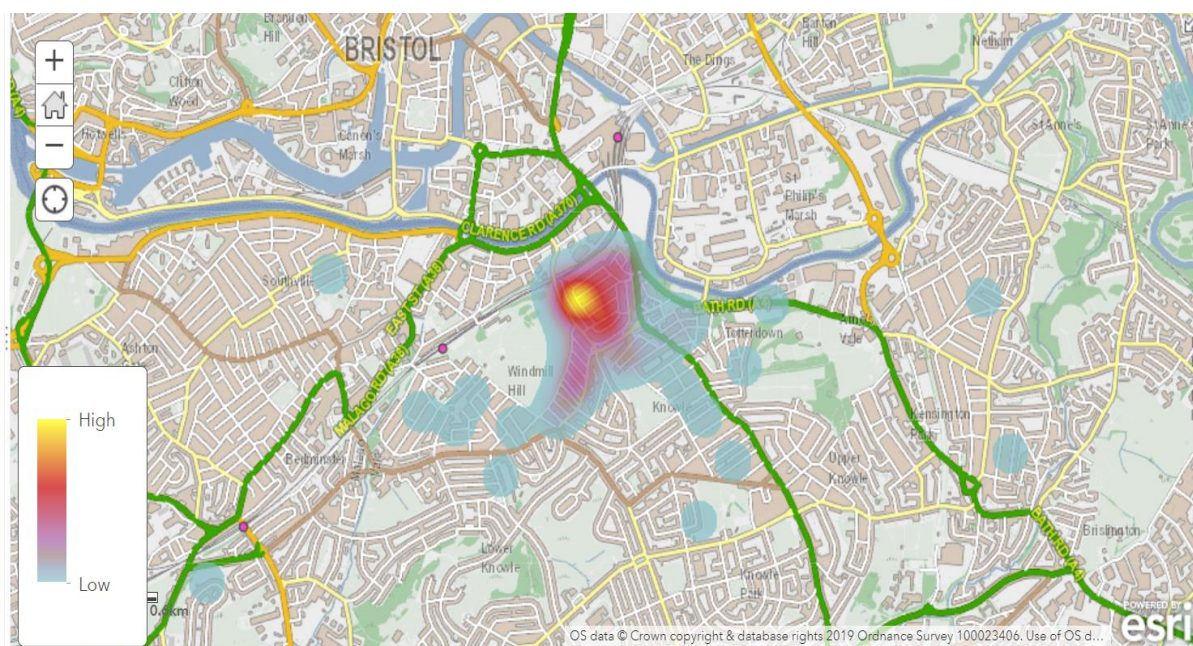 Brandon
Hill
BRISTOL
Barton
Hill
Netham
The Dings
Clifton
Wood
+
−
Hotwells
Canon's
Marsh
St Anne's
St Anne's
Park
St
Philip's
Marsh
CLARENCE RD (A370)
Southville
EAST ST (A38)
BATH RD (A4)
Totterdown
Arnos
Vale
Ashton
MALAGO RD (A38)
Windmill
Hill
Knowle
Kensington
Park
High
Bedminster
Upper
Knowle
BATH RD (A4)
Brislington
Lower
Knowle
Knowle
Park
Low
0.6km
POWERED BY
esri
OS data © Crown copyright & database rights 2019 Ordnance Survey 100023406. Use of OS d...